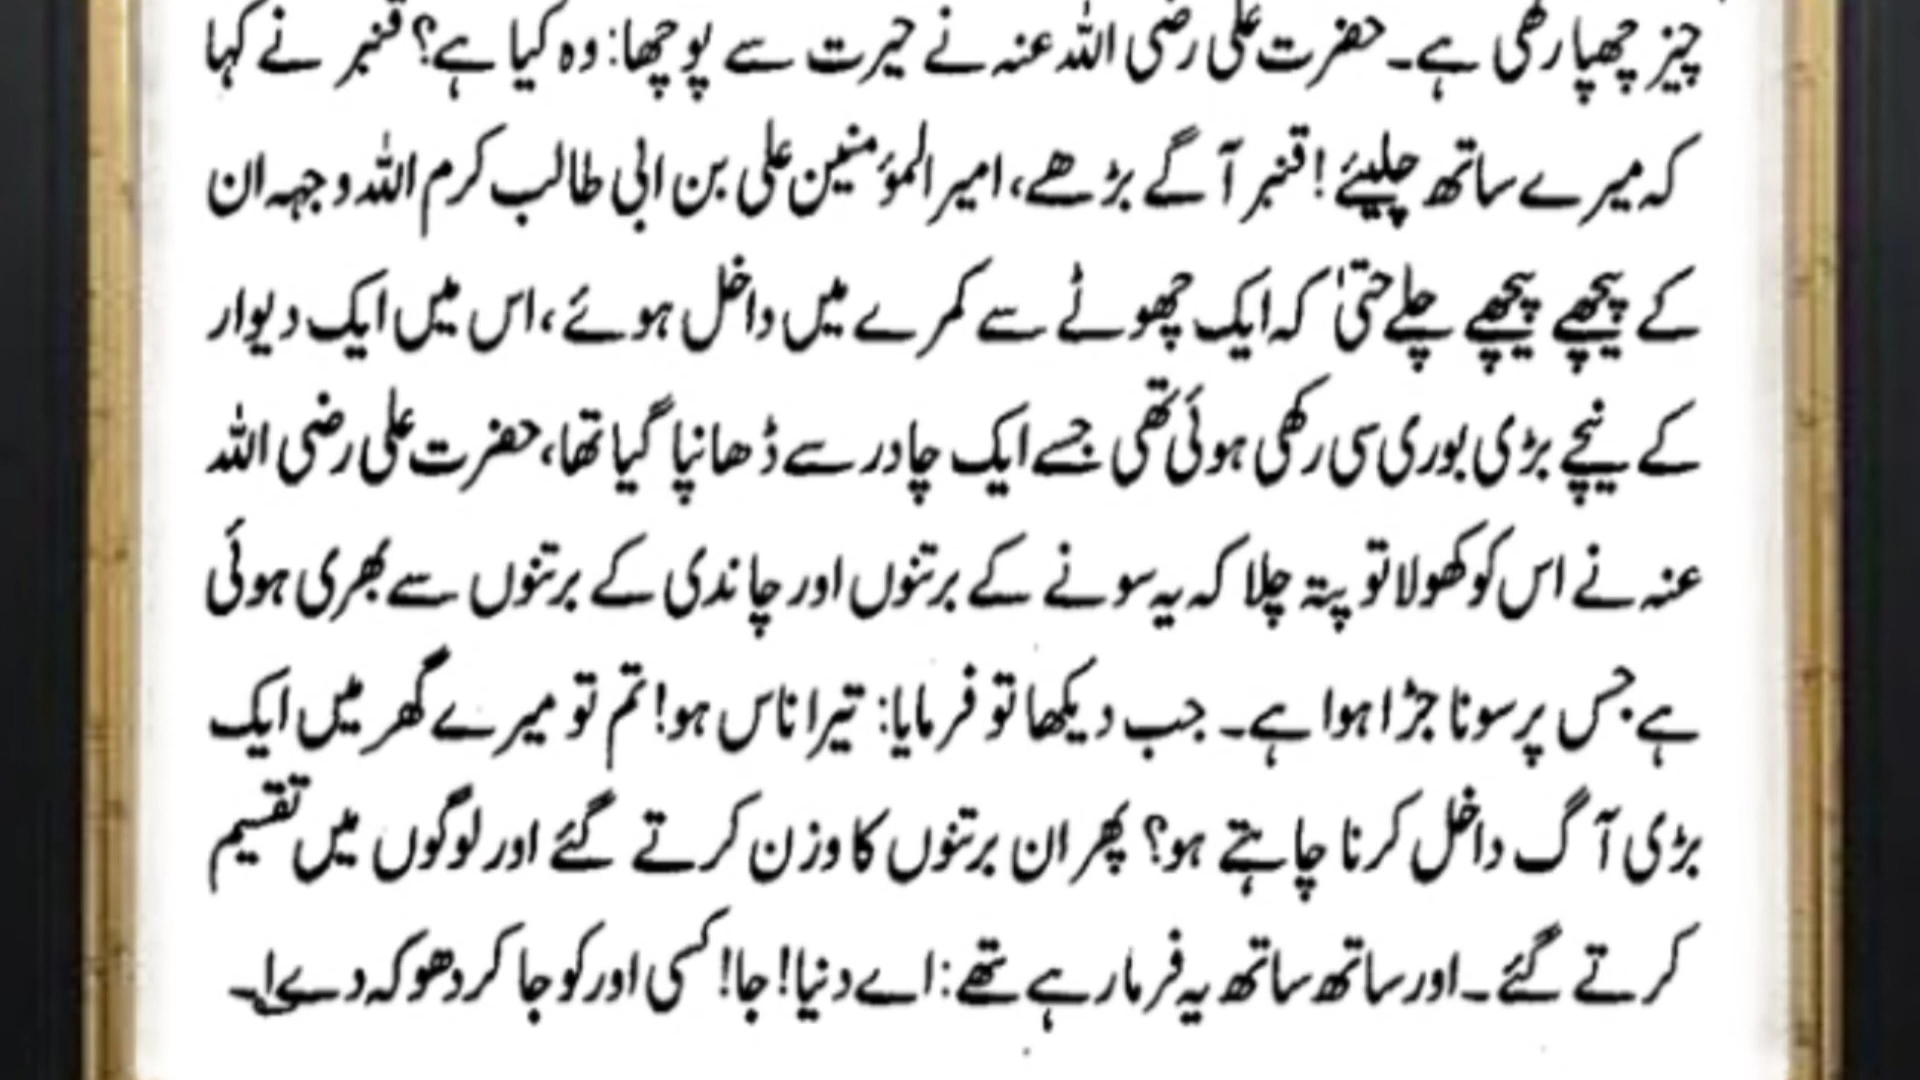 چیز چھپا رکھی ہے۔ حضرت علی رضی اللہ عنہ نے حیرت سے پوچھا: وہ کیا ہے؟ قنبر نے کہا
کہ میرے ساتھ چلیئے! قنبر آگے بڑھے، امیر المؤمنین علی بن ابی طالب کرم اللہ وجہہ ان
کے پیچھے پیچھے چلے حتیٰ کہ ایک چھوٹے سے کمرے میں داخل ہوئے، اس میں ایک دیوار
کے نیچے بڑی بوری سی رکھی ہوئی تھی جسے ایک چادر سے ڈھانپا گیا تھا، حضرت علی رضی اللہ
عنہ نے اس کو کھولا تو پتہ چلا کہ یہ سونے کے برتنوں اور چاندی کے برتنوں سے بھری ہوئی
ہے جس پر سونا جڑا ہوا ہے۔ جب دیکھا تو فرمایا: تیرا ناس ہو! تم تو میرے گھر میں ایک
بڑی آگ داخل کرنا چاہتے ہو؟ پھر ان برتنوں کا وزن کرتے گئے اور لوگوں میں تقسیم
کرتے گئے۔ اور ساتھ ساتھ یہ فرما رہے تھے: اے دنیا! جا! کسی اور کو جا کر دھوکہ دے۔